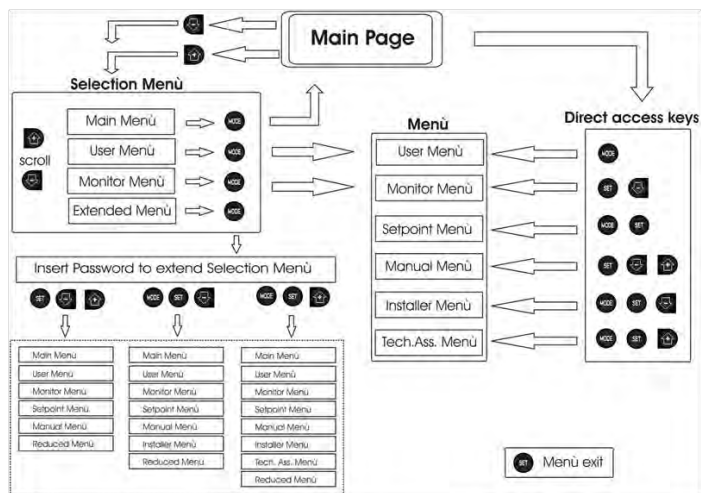 Main Page
Selection Menù
Main Menù
MODE
User Menù
MODE
Monitor Menù
MODE
Extended Menù
MODE
scroll
Menù
User Menù
Monitor Menù
Setpoint Menù
Manual Menù
Installer Menù
Tech.Ass. Menù
Direct access keys
MODE
SET
MODE SET
SET
MODE SET
MODE SET
Insert Password to extend Selection Menù
SET
MODE SET
MODE SET
Main Menù
User Menù
Monitor Menù
Setpoint Menù
Manual Menù
Reduced Menù
Main Menù
User Menù
Monitor Menù
Setpoint Menù
Manual Menù
Installer Menù
Reduced Menù
Main Menù
User Menù
Monitor Menù
Setpoint Menù
Manual Menù
Installer Menù
Tech. Ass. Menù
Reduced Menù
SET Menù exit